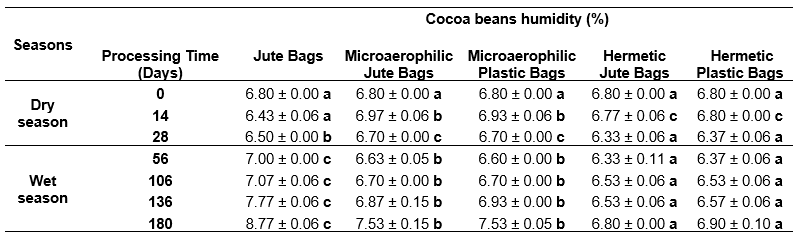 Cocoa beans humidity (%)
Seasons
Processing Time (Days) Jute Bags Microaerophilic Jute Bags Microaerophilic Plastic Bags Hermetic Jute Bags Hermetic Plastic Bags
Dry season
0 6.80 ± 0.00 a 6.80 ± 0.00 a 6.80 ± 0.00 a 6.80 ± 0.00 a 6.80 ± 0.00 a
14 6.43 ± 0.06 a 6.97 ± 0.06 b 6.93 ± 0.06 b 6.77 ± 0.06 c 6.80 ± 0.00 c
28 6.50 ± 0.00 b 6.70 ± 0.00 c 6.70 ± 0.00 c 6.33 ± 0.06 a 6.37 ± 0.06 a
Wet season
56 7.00 ± 0.00 c 6.63 ± 0.05 b 6.60 ± 0.00 b 6.33 ± 0.11 a 6.37 ± 0.06 a
106 7.07 ± 0.06 c 6.70 ± 0.00 b 6.70 ± 0.00 b 6.53 ± 0.06 a 6.53 ± 0.06 a
136 7.77 ± 0.06 c 6.87 ± 0.15 b 6.93 ± 0.00 b 6.53 ± 0.06 a 6.57 ± 0.06 a
180 8.77 ± 0.06 c 7.53 ± 0.15 b 7.53 ± 0.05 b 6.80 ± 0.00 a 6.90 ± 0.10 a